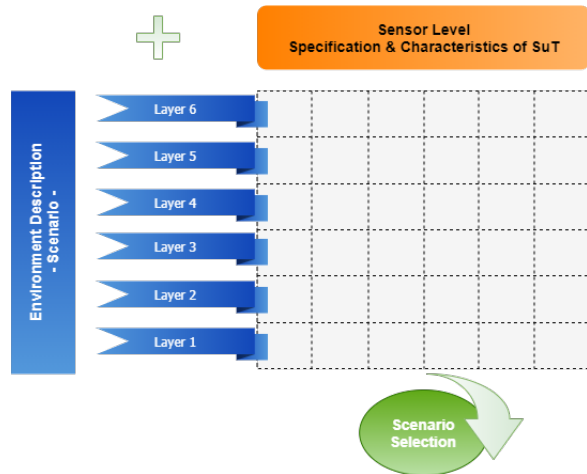 Sensor Level
Specification & Characteristics of SuT
Environment Description
- Scenario -
Layer 6
Layer 5
Layer 4
Layer 3
Layer 2
Layer 1
Scenario
Selection